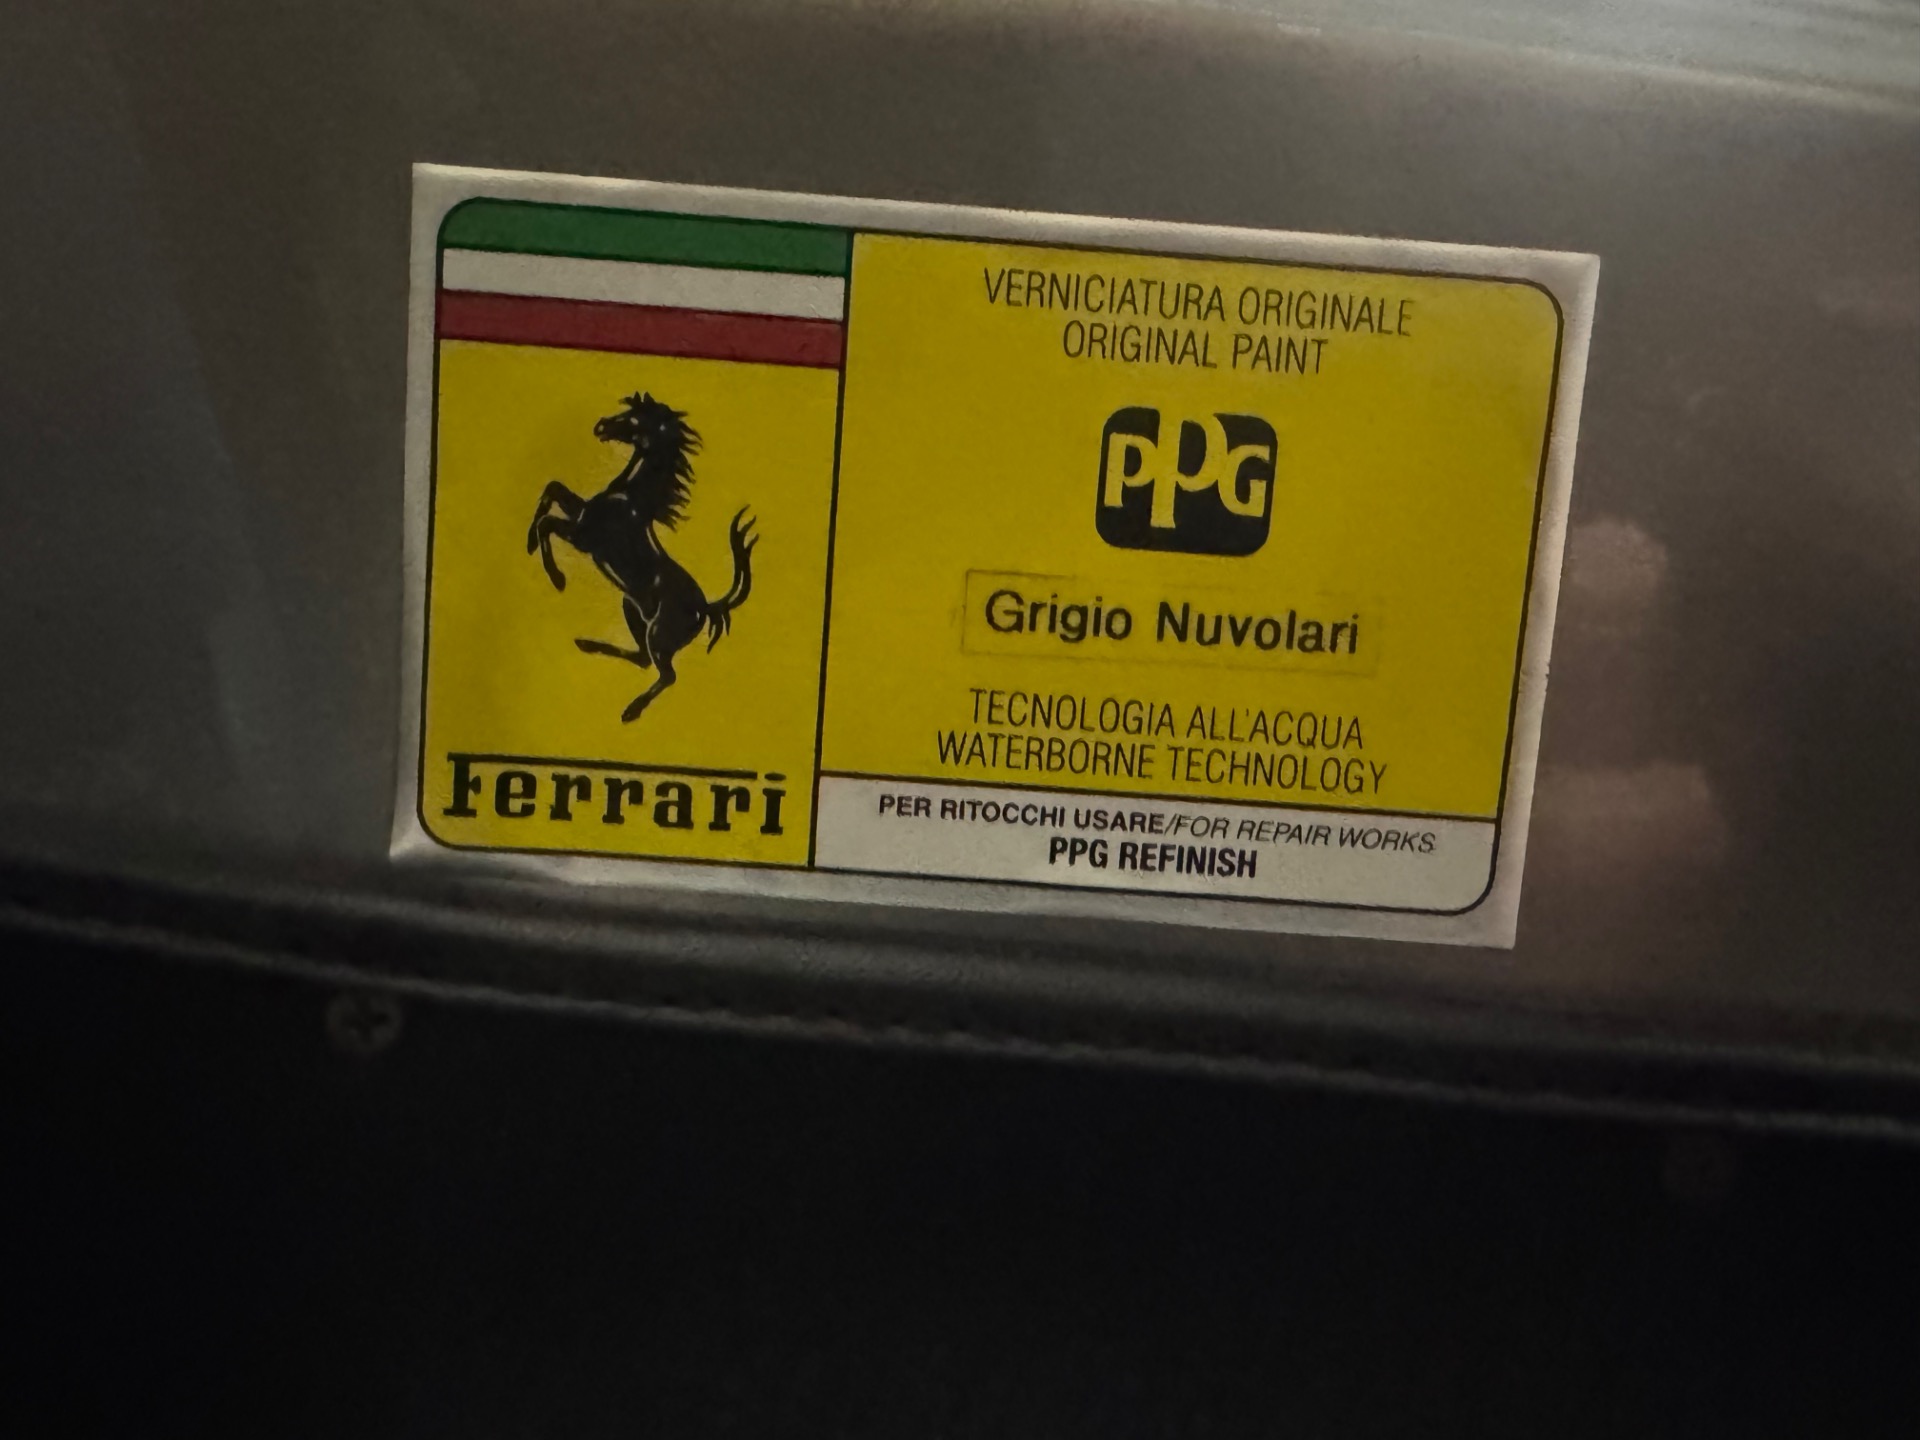 VERNICIATURA ORIGINALE
ORIGINAL PAINT
PPG
Grigio Nuvolari
TECNOLOGIA ALL'ACQUA
WATERBORNE TECHNOLOGY
Ferrari
PER RITOCCHI USARE/FOR REPAIR WORKS
PPG REFINISH